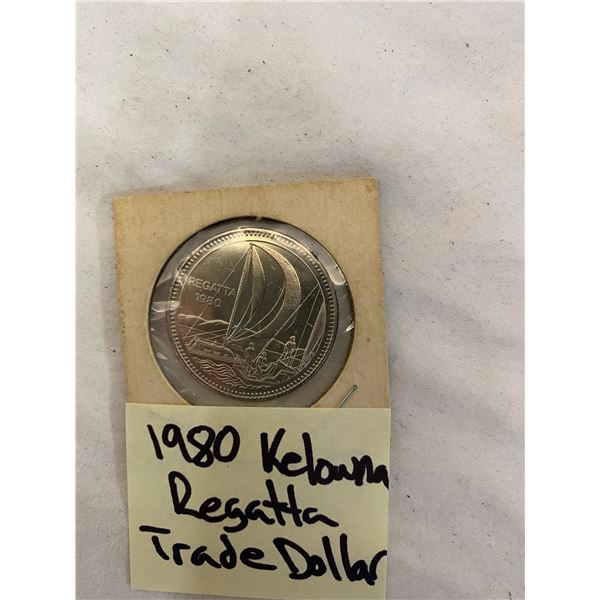 REGATTA
1980
1980 Kelowna
Regatta
Trade Dollar